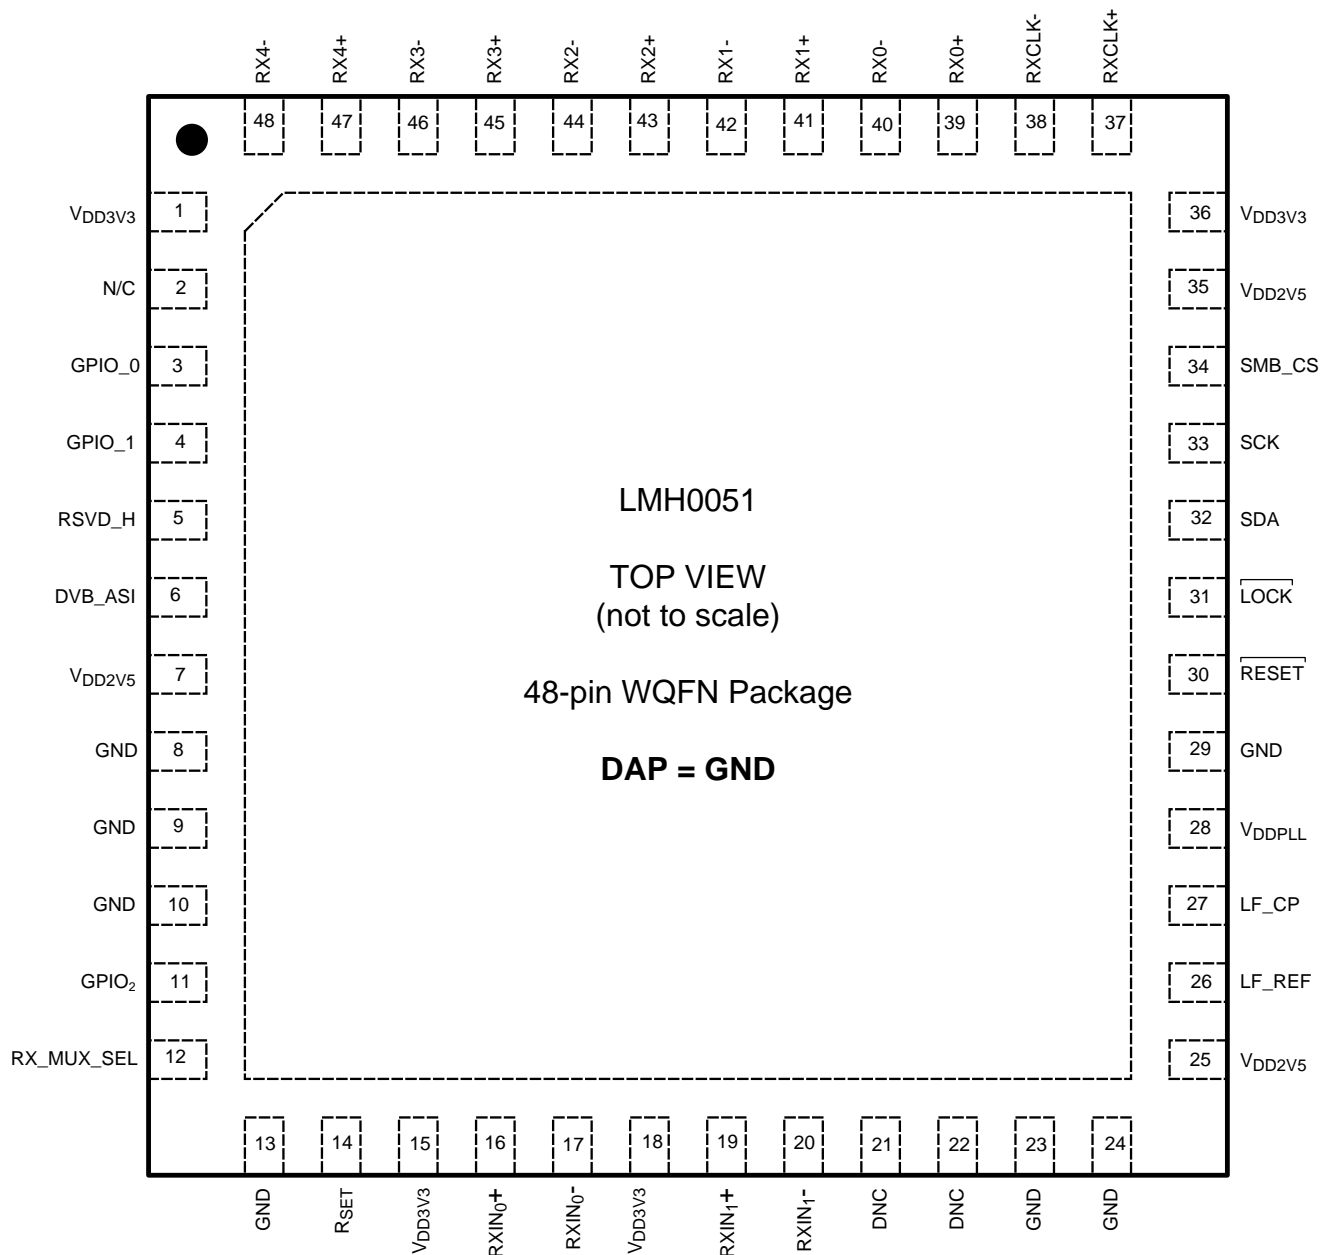 RX4-
RX4+
RX3-
RX3+
RX2-
RX2+
RX1-
RX1+
RX0-
RX0+
RXCLK-
RXCLK+
48
47
46
45
44
43
42
41
40
39
38
37
VDD3V3 1
N/C 2
GPIO_0 3
GPIO_1 4
RSVD_H 5
DVB_ASI 6
VDD2V5 7
GND 8
GND 9
GND 10
GPIO2 11
RX_MUX_SEL 12
LMH0051
TOP VIEW
(not to scale)
48-pin WQFN Package
DAP = GND
36 VDD3V3
35 VDD2V5
34 SMB_CS
33 SCK
32 SDA
31 LOCK
30 RESET
29 GND
28 VDDPLL
27 LF_CP
26 LF_REF
25 VDD2V5
13
14
15
16
17
18
19
20
21
22
23
24
GND
RSET
VDD3V3
RXIN0+
RXIN0-
VDD3V3
RXIN1+
RXIN1-
DNC
DNC
GND
GND